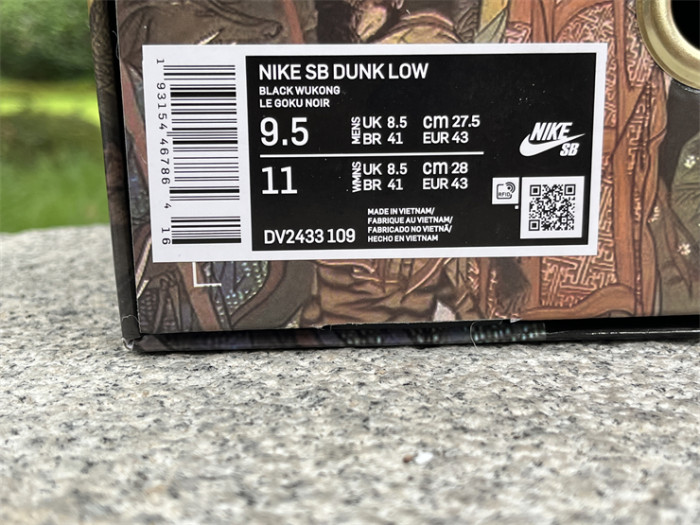 NIKE SB DUNK LOW
BLACK WUKONG
LE GOKU NOIR
9.5 MENS UK 8.5 cm 27.5
BR 41 EUR 43
11 WMNS UK 8.5 cm 28
BR 41 EUR 43
NIKE
SB
RFID
MADE IN VIETNAM/
FABRIQUE AU VIETNAM/
FABRICADO NO VIETNÃ/
HECHO EN VIETNAM
DV2433 109
1 93154 46786 4 16